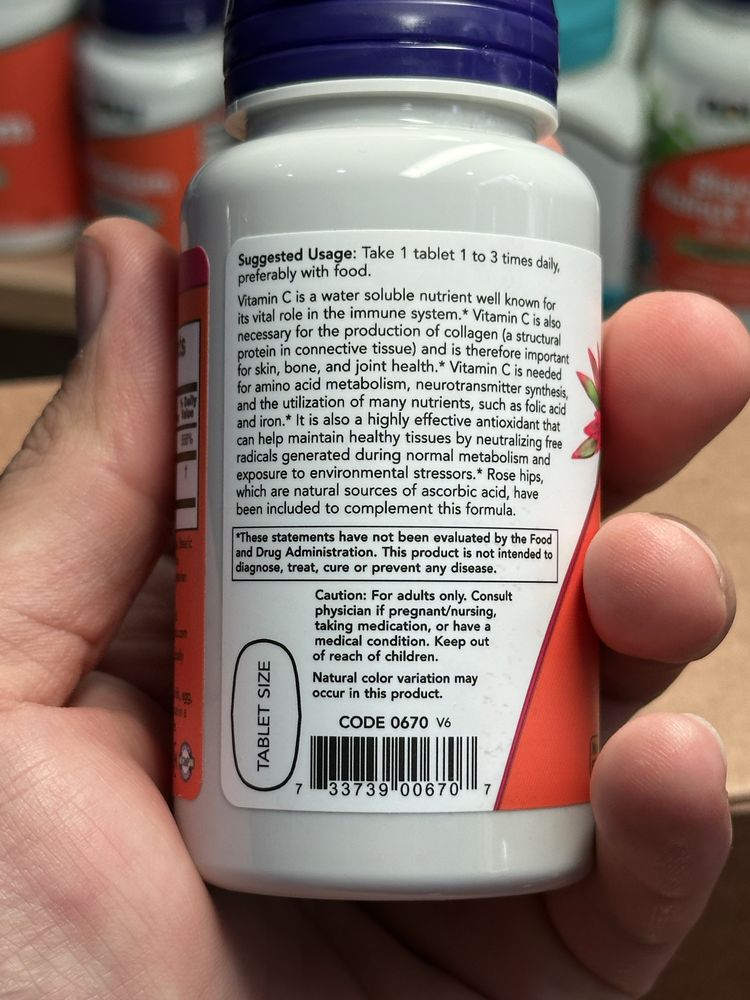 Suggested Usage: Take 1 tablet 1 to 3 times daily,
preferably with food.
Vitamin C is a water soluble nutrient well known for
its vital role in the immune system.* Vitamin C is also
necessary for the production of collagen (a structural
protein in connective tissue) and is therefore important
for skin, bone, and joint health.* Vitamin C is needed
for amino acid metabolism, neurotransmitter synthesis,
and the utilization of many nutrients, such as folic acid
and iron.* It is also a highly effective antioxidant that
can help maintain healthy tissues by neutralizing free
radicals generated during normal metabolism and
exposure to environmental stressors.* Rose hips,
which are natural sources of ascorbic acid, have
been included to complement this formula.
*These statements have not been evaluated by the Food
and Drug Administration. This product is not intended to
diagnose, treat, cure or prevent any disease.
Caution: For adults only. Consult
physician if pregnant/nursing,
taking medication, or have a
medical condition. Keep out
of reach of children.
Natural color variation may
occur in this product.
TABLET SIZE
CODE 0670 V6
7 33739 00670 7
% Daily
Value